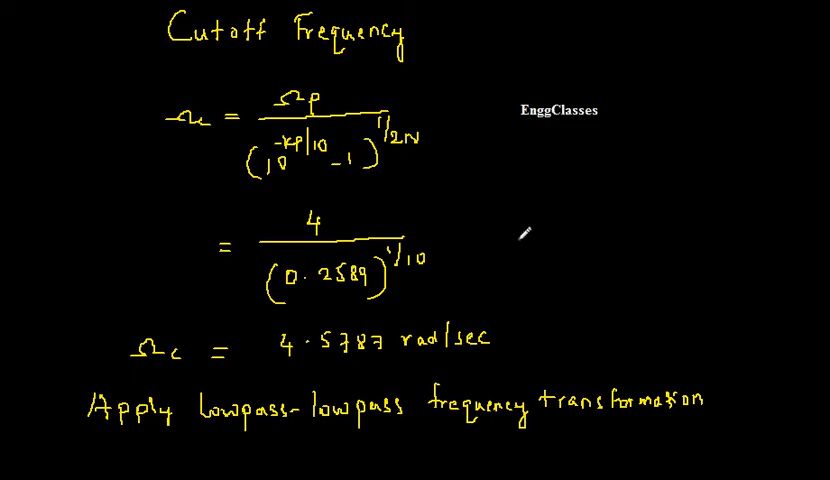 Cutoff Frequency
Ωc = Ωp / (10^(-Kp/10) - 1)^(1/2N)
EnggClasses
= 4 / (0.2589)^(1/10)
Ωc = 4.5787 rad/sec
Apply lowpass-lowpass frequency transformation